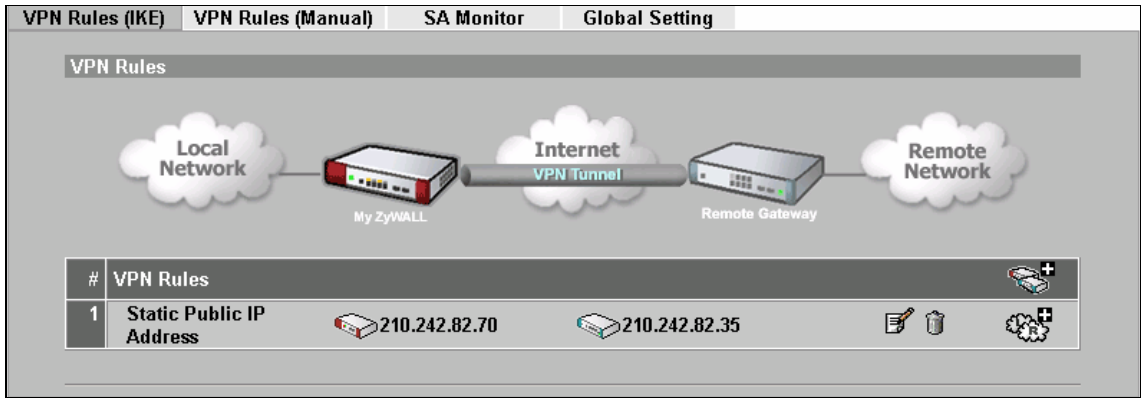 VPN Rules (IKE) VPN Rules (Manual) SA Monitor Global Setting
VPN Rules
Local
Network
Internet
VPN Tunnel
Remote
Network
My ZyWALL
Remote Gateway
# VPN Rules
1 Static Public IP
Address
210.242.82.70 210.242.82.35
R